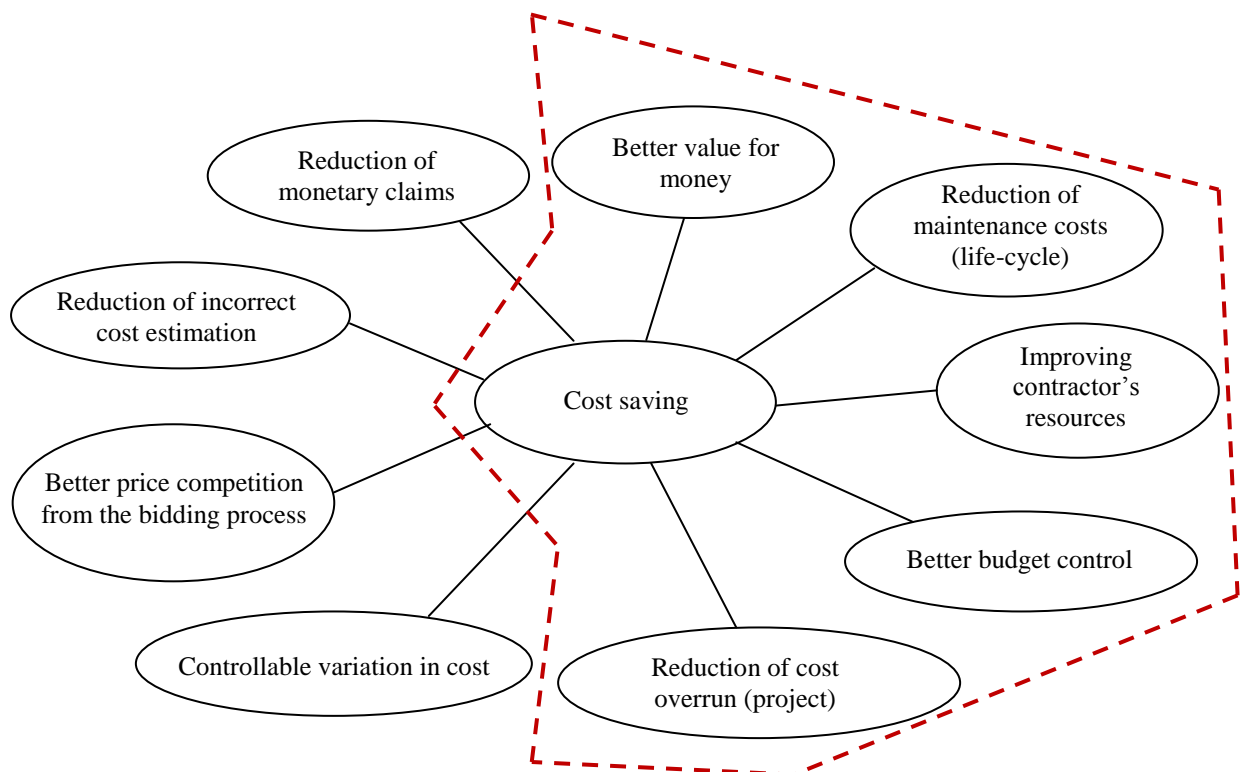 Reduction of
monetary claims
Better value for
money
Reduction of
maintenance costs
(life-cycle)
Reduction of incorrect
cost estimation
Improving
contractor’s
resources
Cost saving
Better price competition
from the bidding process
Better budget control
Controllable variation in cost
Reduction of cost
overrun (project)